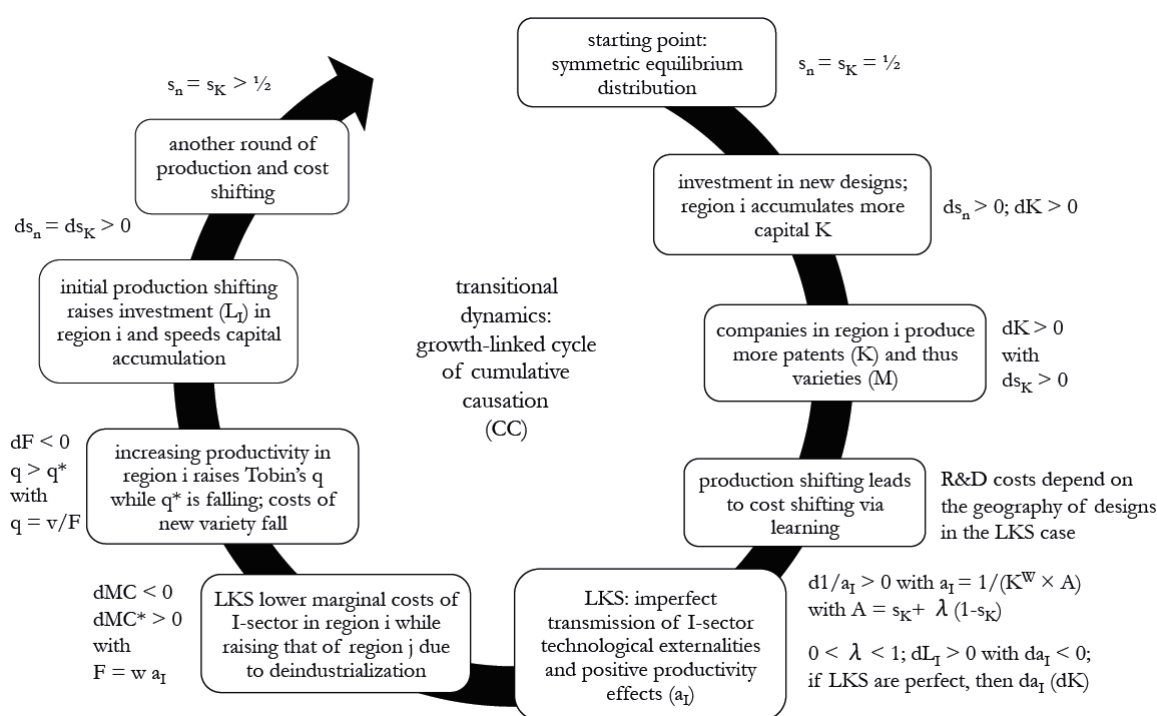 starting point:
symmetric equilibrium
distribution
sₙ = s_K = ½
investment in new designs;
region i accumulates more
capital K
dsₙ > 0; dK > 0
companies in region i produce
more patents (K) and thus
varieties (M)
dK > 0
with
ds_K > 0
production shifting leads
to cost shifting via
learning
R&D costs depend on
the geography of designs
in the LKS case
LKS: imperfect
transmission of I-sector
technological externalities
and positive productivity
effects (a_I)
d1/a_I > 0 with a_I = 1/(K^W × A)
with A = s_K + λ (1-s_K)
0 < λ < 1; dL_I > 0 with da_I < 0;
if LKS are perfect, then da_I (dK)
LKS lower marginal costs of
I-sector in region i while
raising that of region j due
to deindustrialization
dMC < 0
dMC* > 0
with
F = w a_I
increasing productivity in
region i raises Tobin's q
while q* is falling; costs of
new variety fall
dF < 0
q > q*
with
q = v/F
initial production shifting
raises investment (L_I) in
region i and speeds capital
accumulation
dsₙ = ds_K > 0
another round of
production and cost
shifting
sₙ = s_K > ½
transitional
dynamics:
growth-linked cycle
of cumulative
causation
(CC)